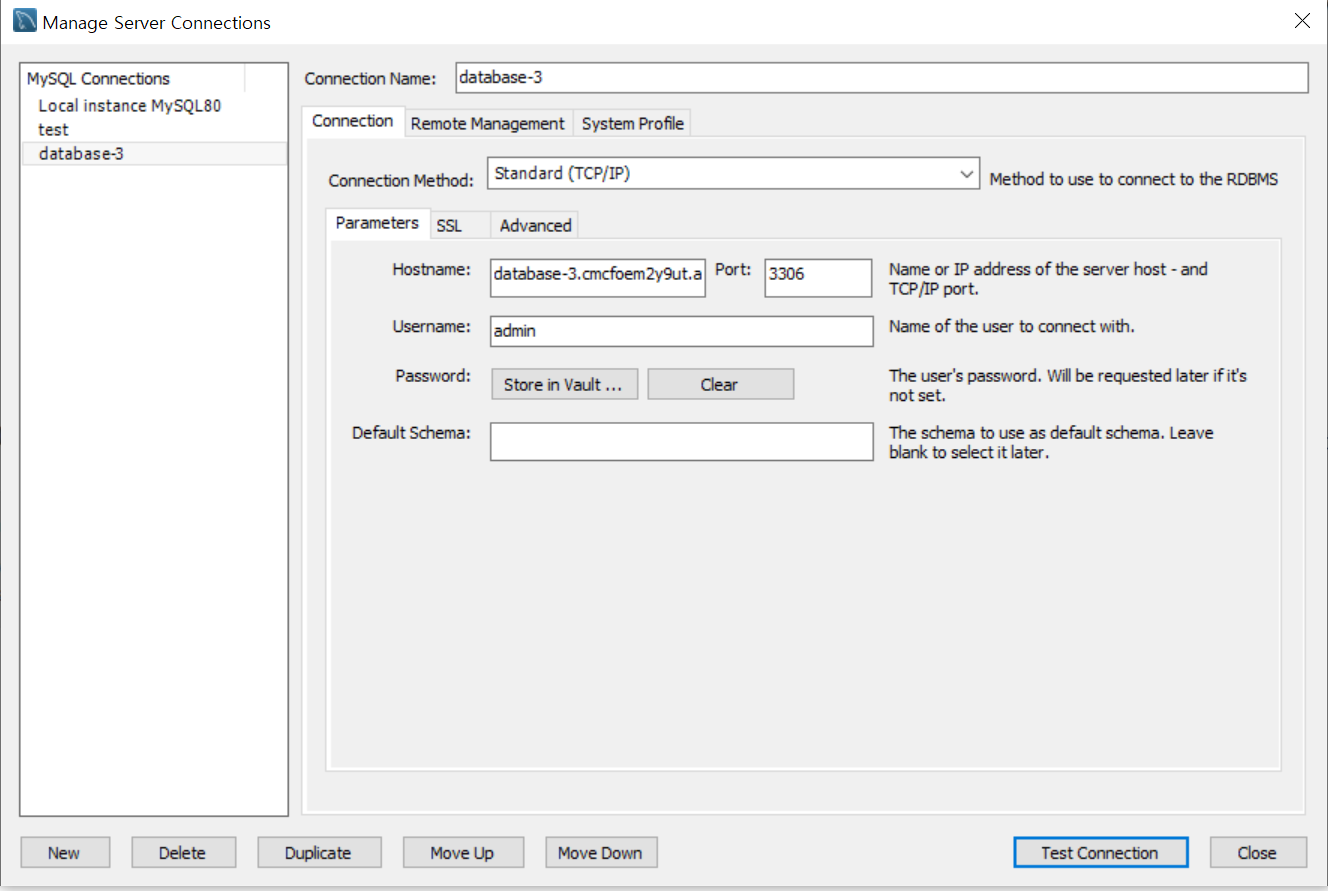 Manage Server Connections
MySQL Connections
Local instance MySQL80
test
database-3
Connection Name: database-3
Connection Remote Management System Profile
Connection Method: Standard (TCP/IP) Method to use to connect to the RDBMS
Parameters SSL Advanced
Hostname: database-3.cmcfoem2y9ut.a Port: 3306 Name or IP address of the server host - and
TCP/IP port.
Username: admin Name of the user to connect with.
Password: Store in Vault ... Clear The user's password. Will be requested later if it's
not set.
Default Schema: The schema to use as default schema. Leave
blank to select it later.
New Delete Duplicate Move Up Move Down Test Connection Close